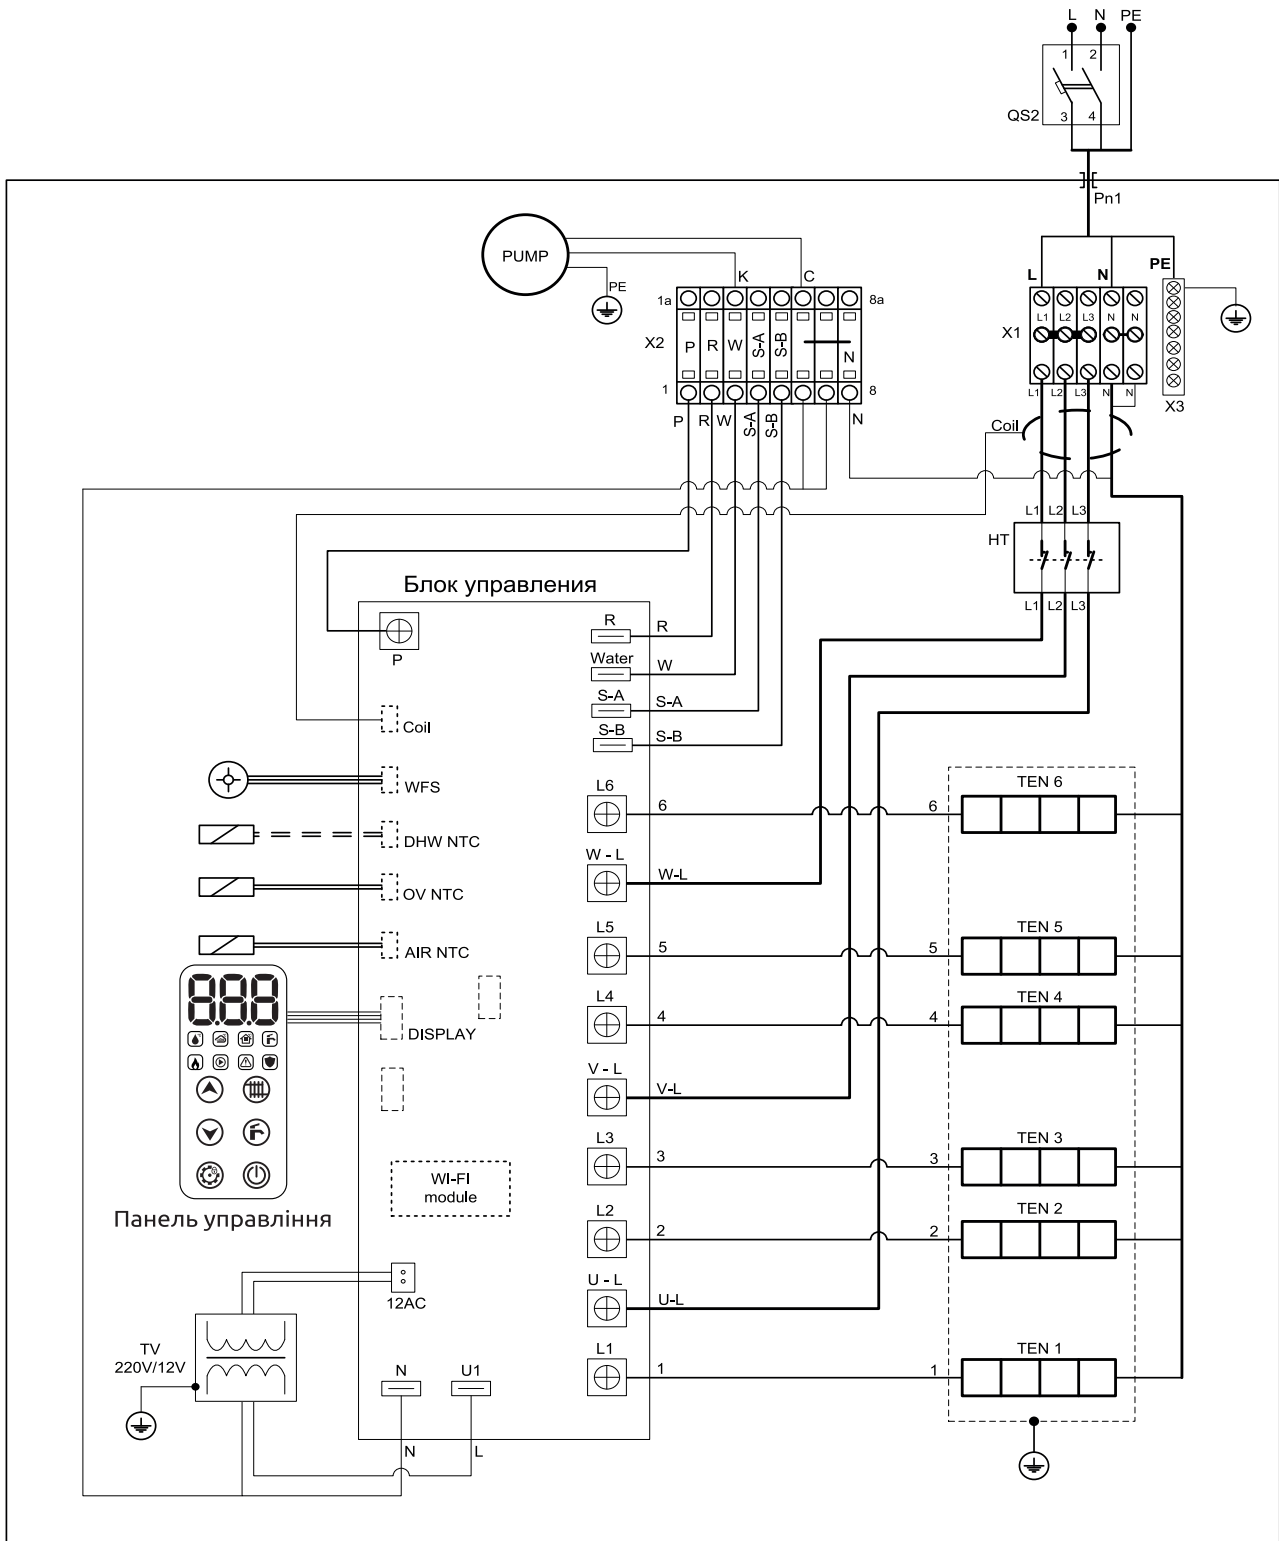 L N PE
1 2
QS2
3 4
Pn1
PUMP
PE
K C
L N PE
1a 8a
X2
P R W S-A S-B N
1 8
P R W S-A S-B N
L1 L2 L3 N N
X1
L1 L2 L3 N N
X3
Coil
L1 L2 L3
HT
L1 L2 L3
Блок управления
P
R R
Water W
S-A S-A
S-B S-B
Coil
WFS
DHW NTC
OV NTC
AIR NTC
DISPLAY
888
Панель управління
WI-FI
module
12AC
TV
220V/12V
N U1
N L
L6 6 6 TEN 6
W - L W-L
L5 5 5 TEN 5
L4 4 4 TEN 4
V - L V-L
L3 3 3 TEN 3
L2 2 2 TEN 2
U - L U-L
L1 1 1 TEN 1